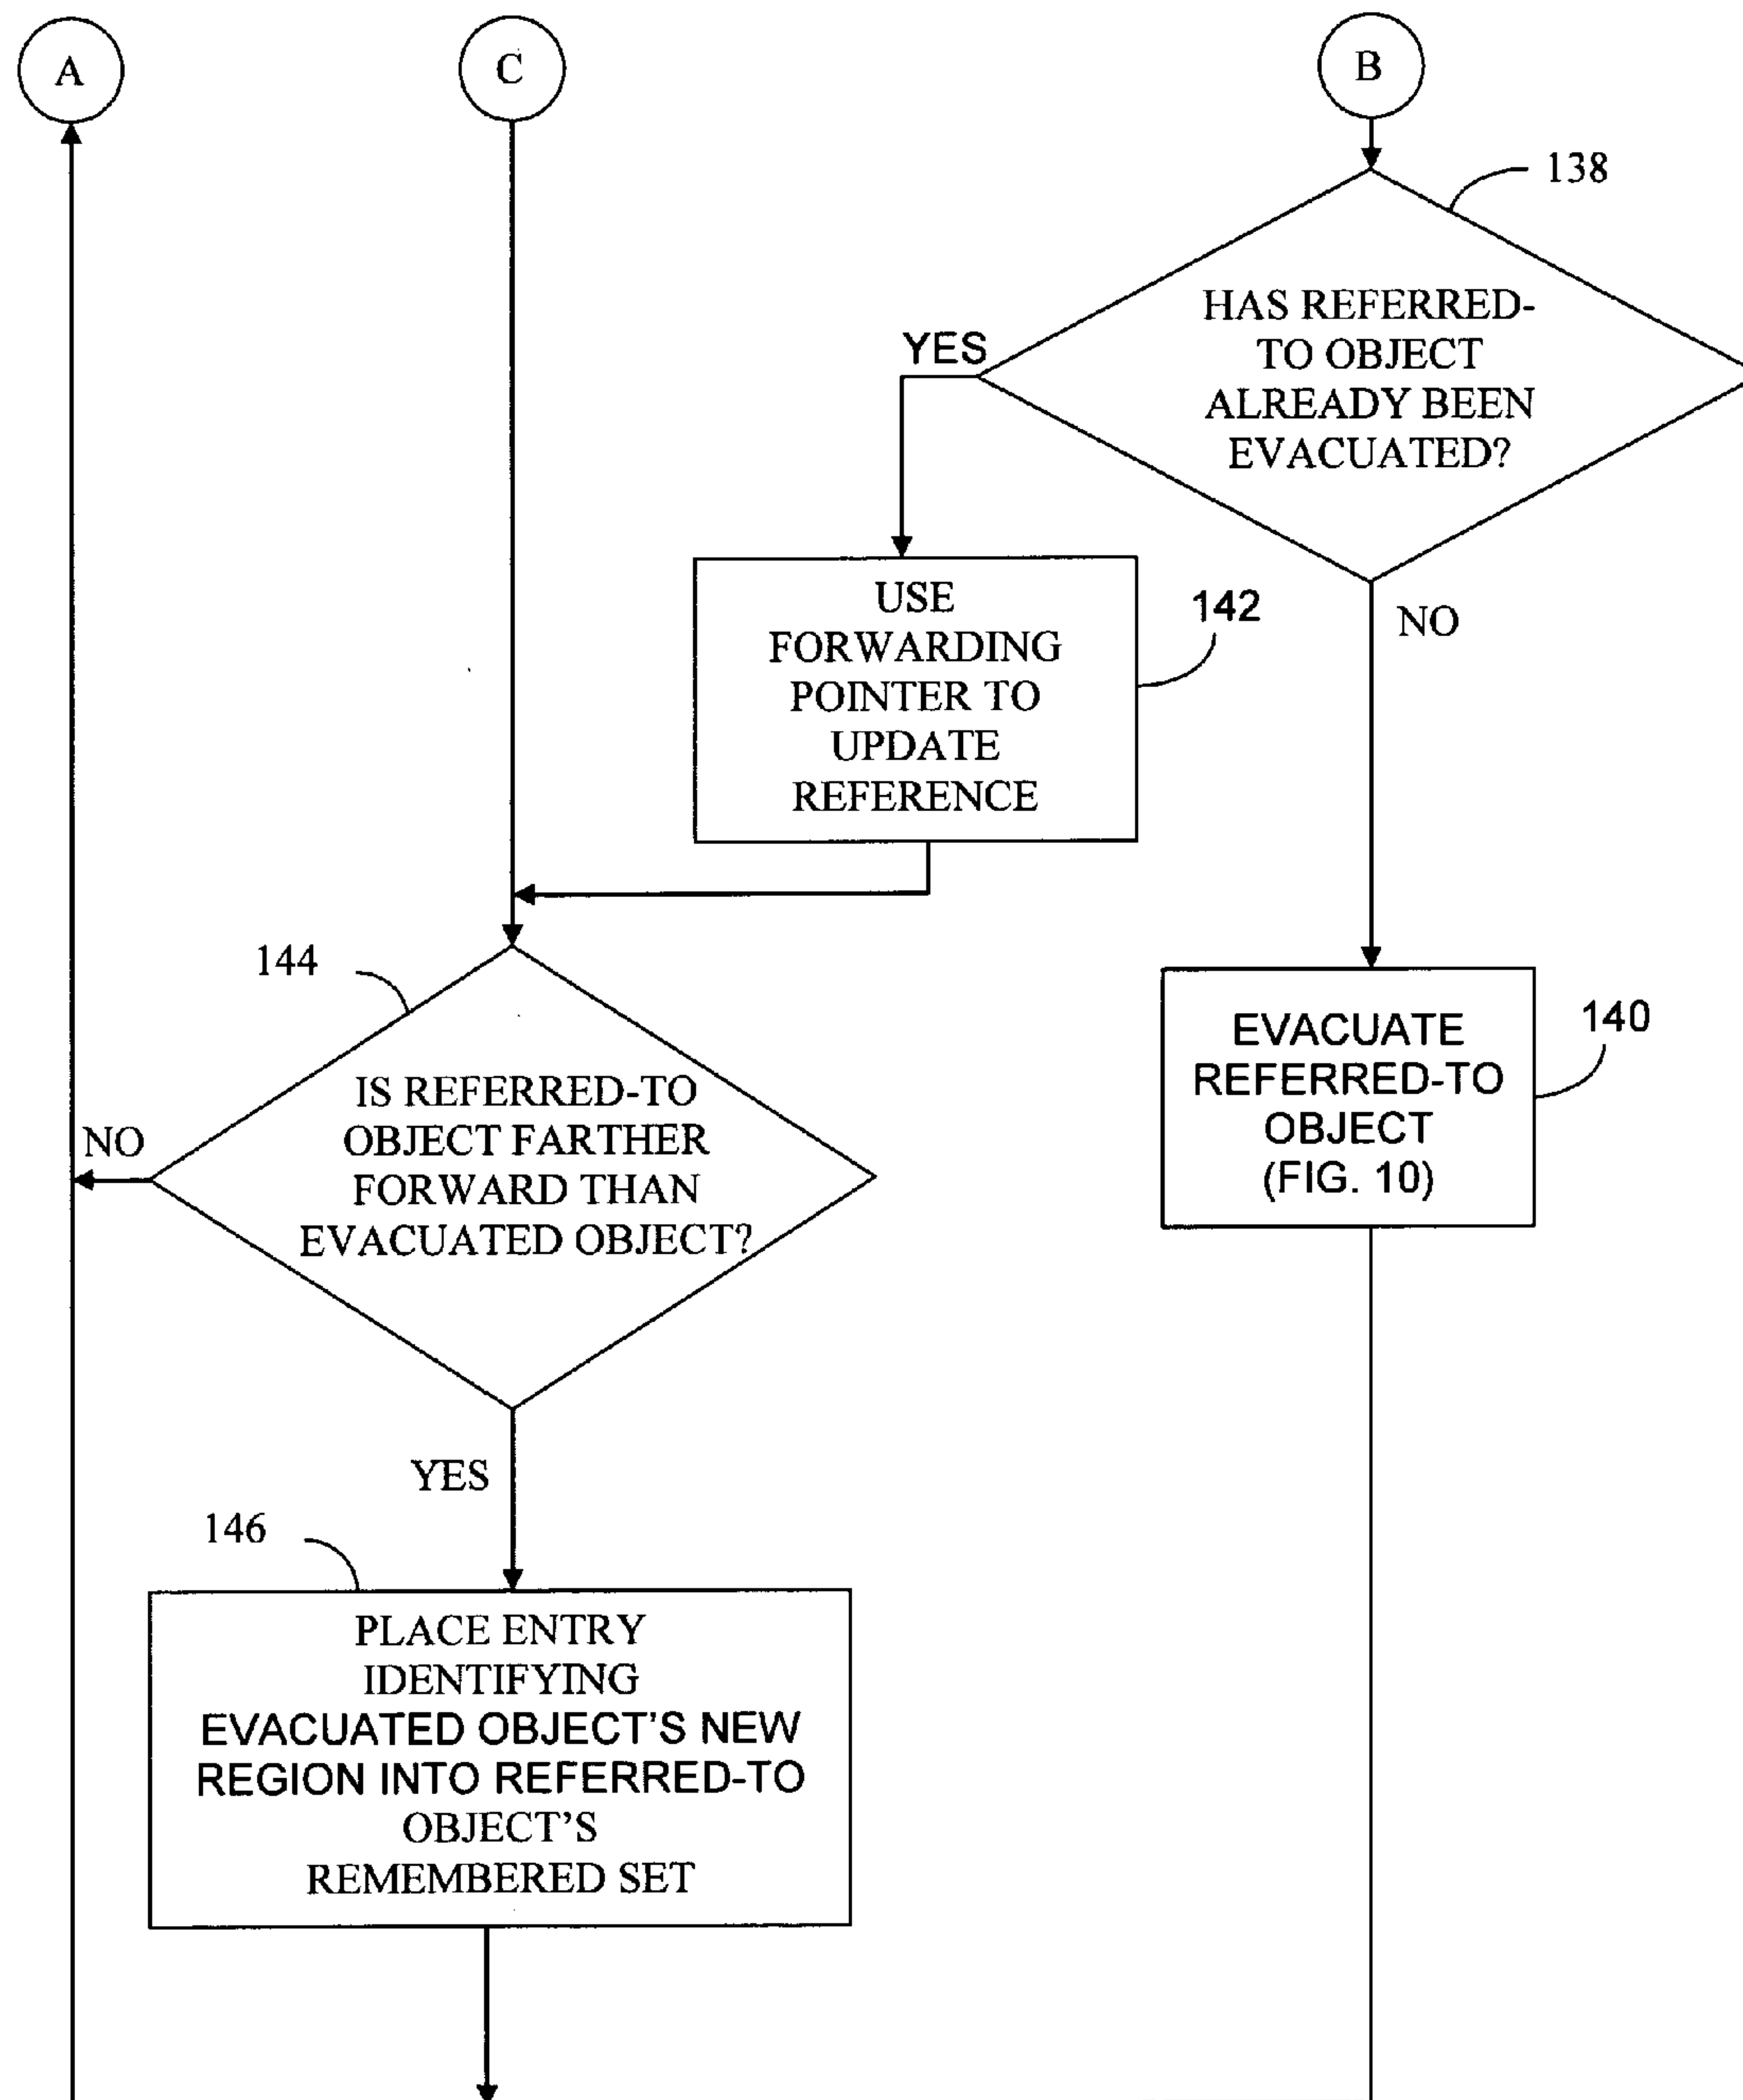 A
C
B
138
HAS REFERRED-
TO OBJECT
ALREADY BEEN
EVACUATED?
YES
NO
USE
FORWARDING
POINTER TO
UPDATE
REFERENCE
142
144
IS REFERRED-TO
OBJECT FARTHER
FORWARD THAN
EVACUATED OBJECT?
NO
YES
EVACUATE
REFERRED-TO
OBJECT
(FIG. 10)
140
146
PLACE ENTRY
IDENTIFYING
EVACUATED OBJECT'S NEW
REGION INTO REFERRED-TO
OBJECT'S
REMEMBERED SET